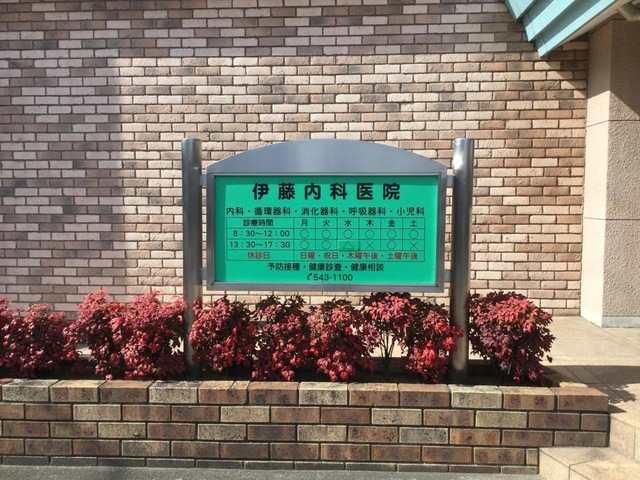 伊藤内科医院
内科・循環器科・消化器科・呼吸器科・小児科
診療時間 月 火 水 木 金 土
8：30〜12：00 ○ ○ ○ ○ ○ ○
13：30〜17：30 ○ ○ △ × ○ ×
休診日 日曜・祝日・木曜午後・土曜午後
予防接種・健康診査・健康相談
543-1100